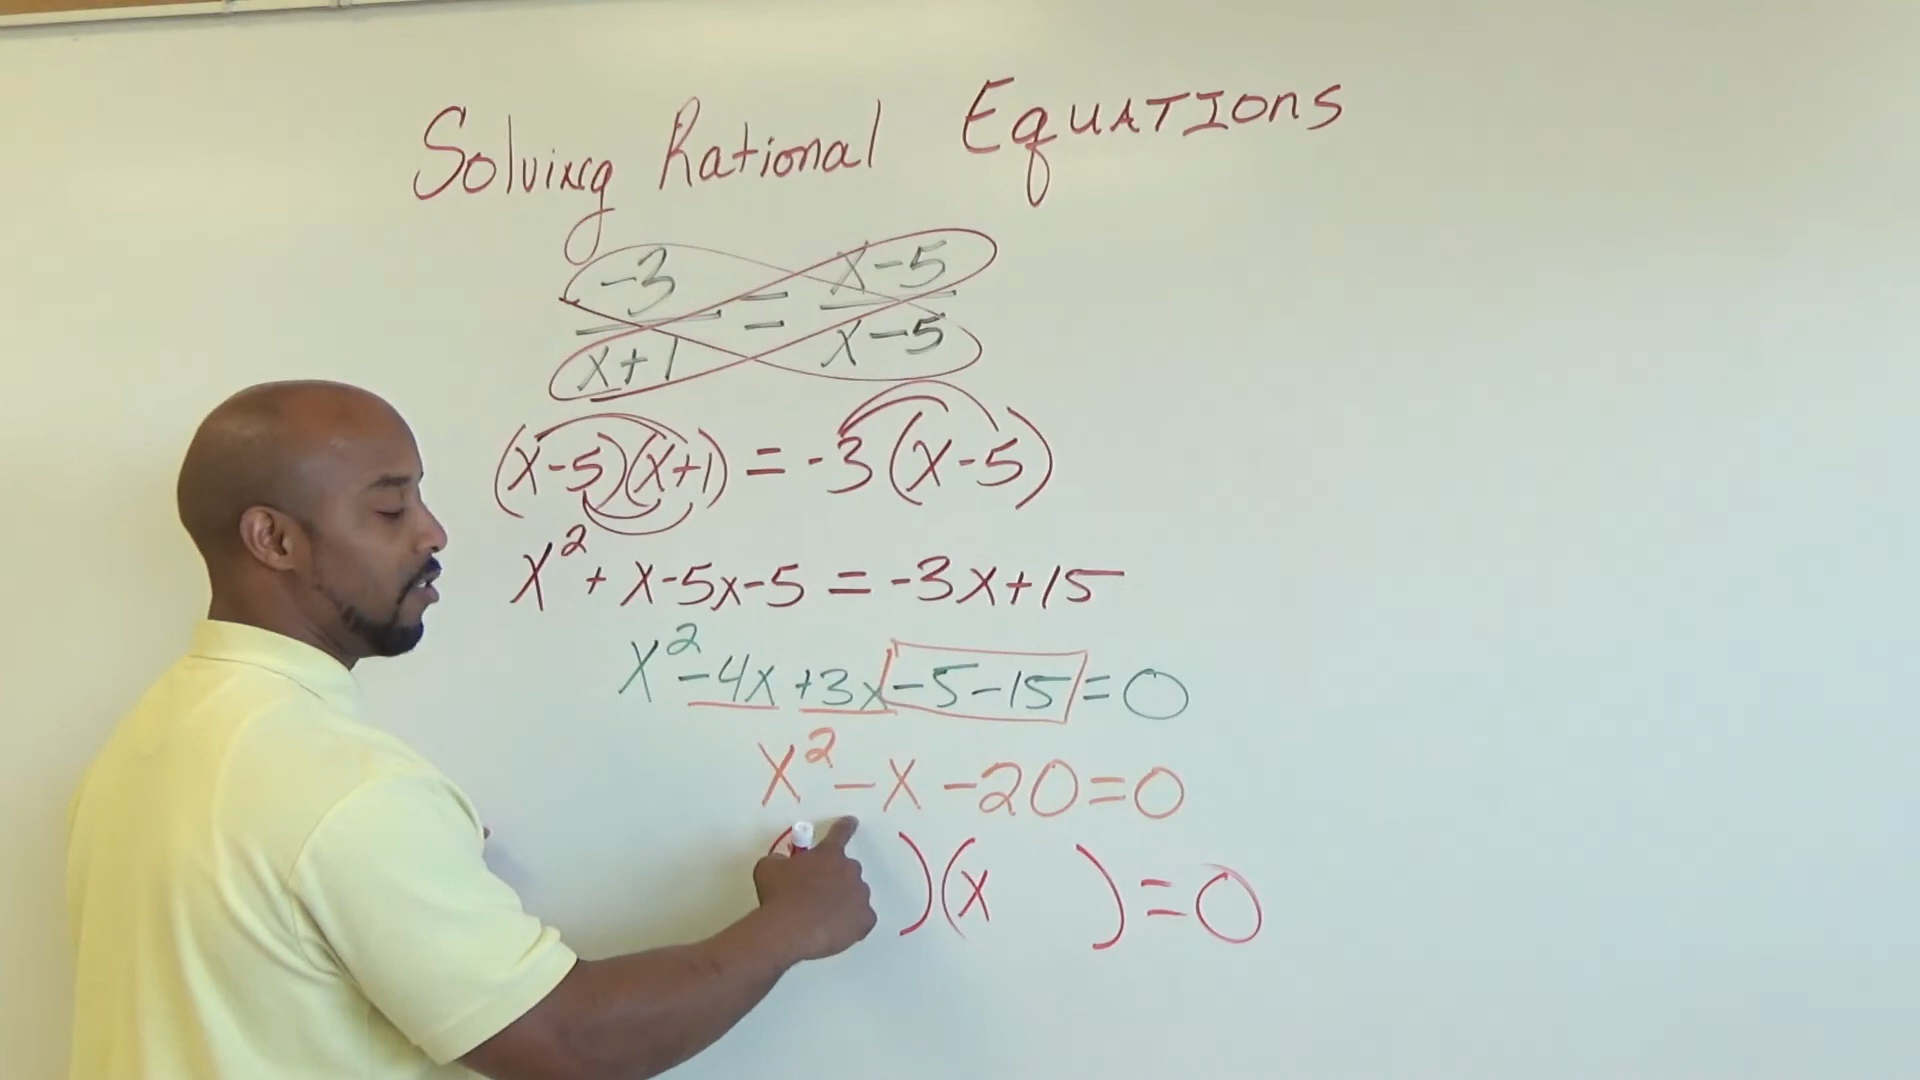 Solving Rational EQUATIONS
-3/x+1 = x-5/x-5
(x-5)(x+1) = -3(x-5)
x²+x-5x-5 = -3x+15
x²-4x+3x-5-15=0
x²-x-20=0
( )(x )=0